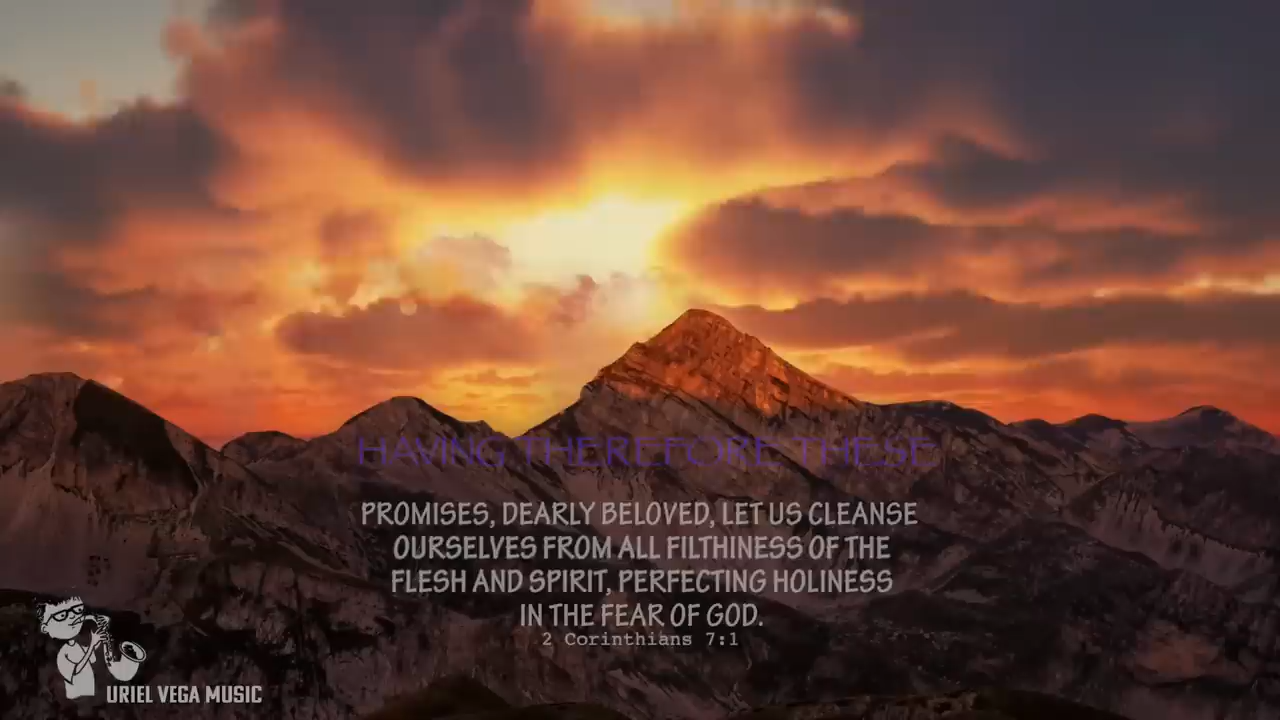 HAVING THEREFORE THESE
PROMISES, DEARLY BELOVED, LET US CLEANSE
OURSELVES FROM ALL FILTHINESS OF THE
FLESH AND SPIRIT, PERFECTING HOLINESS
IN THE FEAR OF GOD.
2 Corinthians 7:1
URIEL VEGA MUSIC